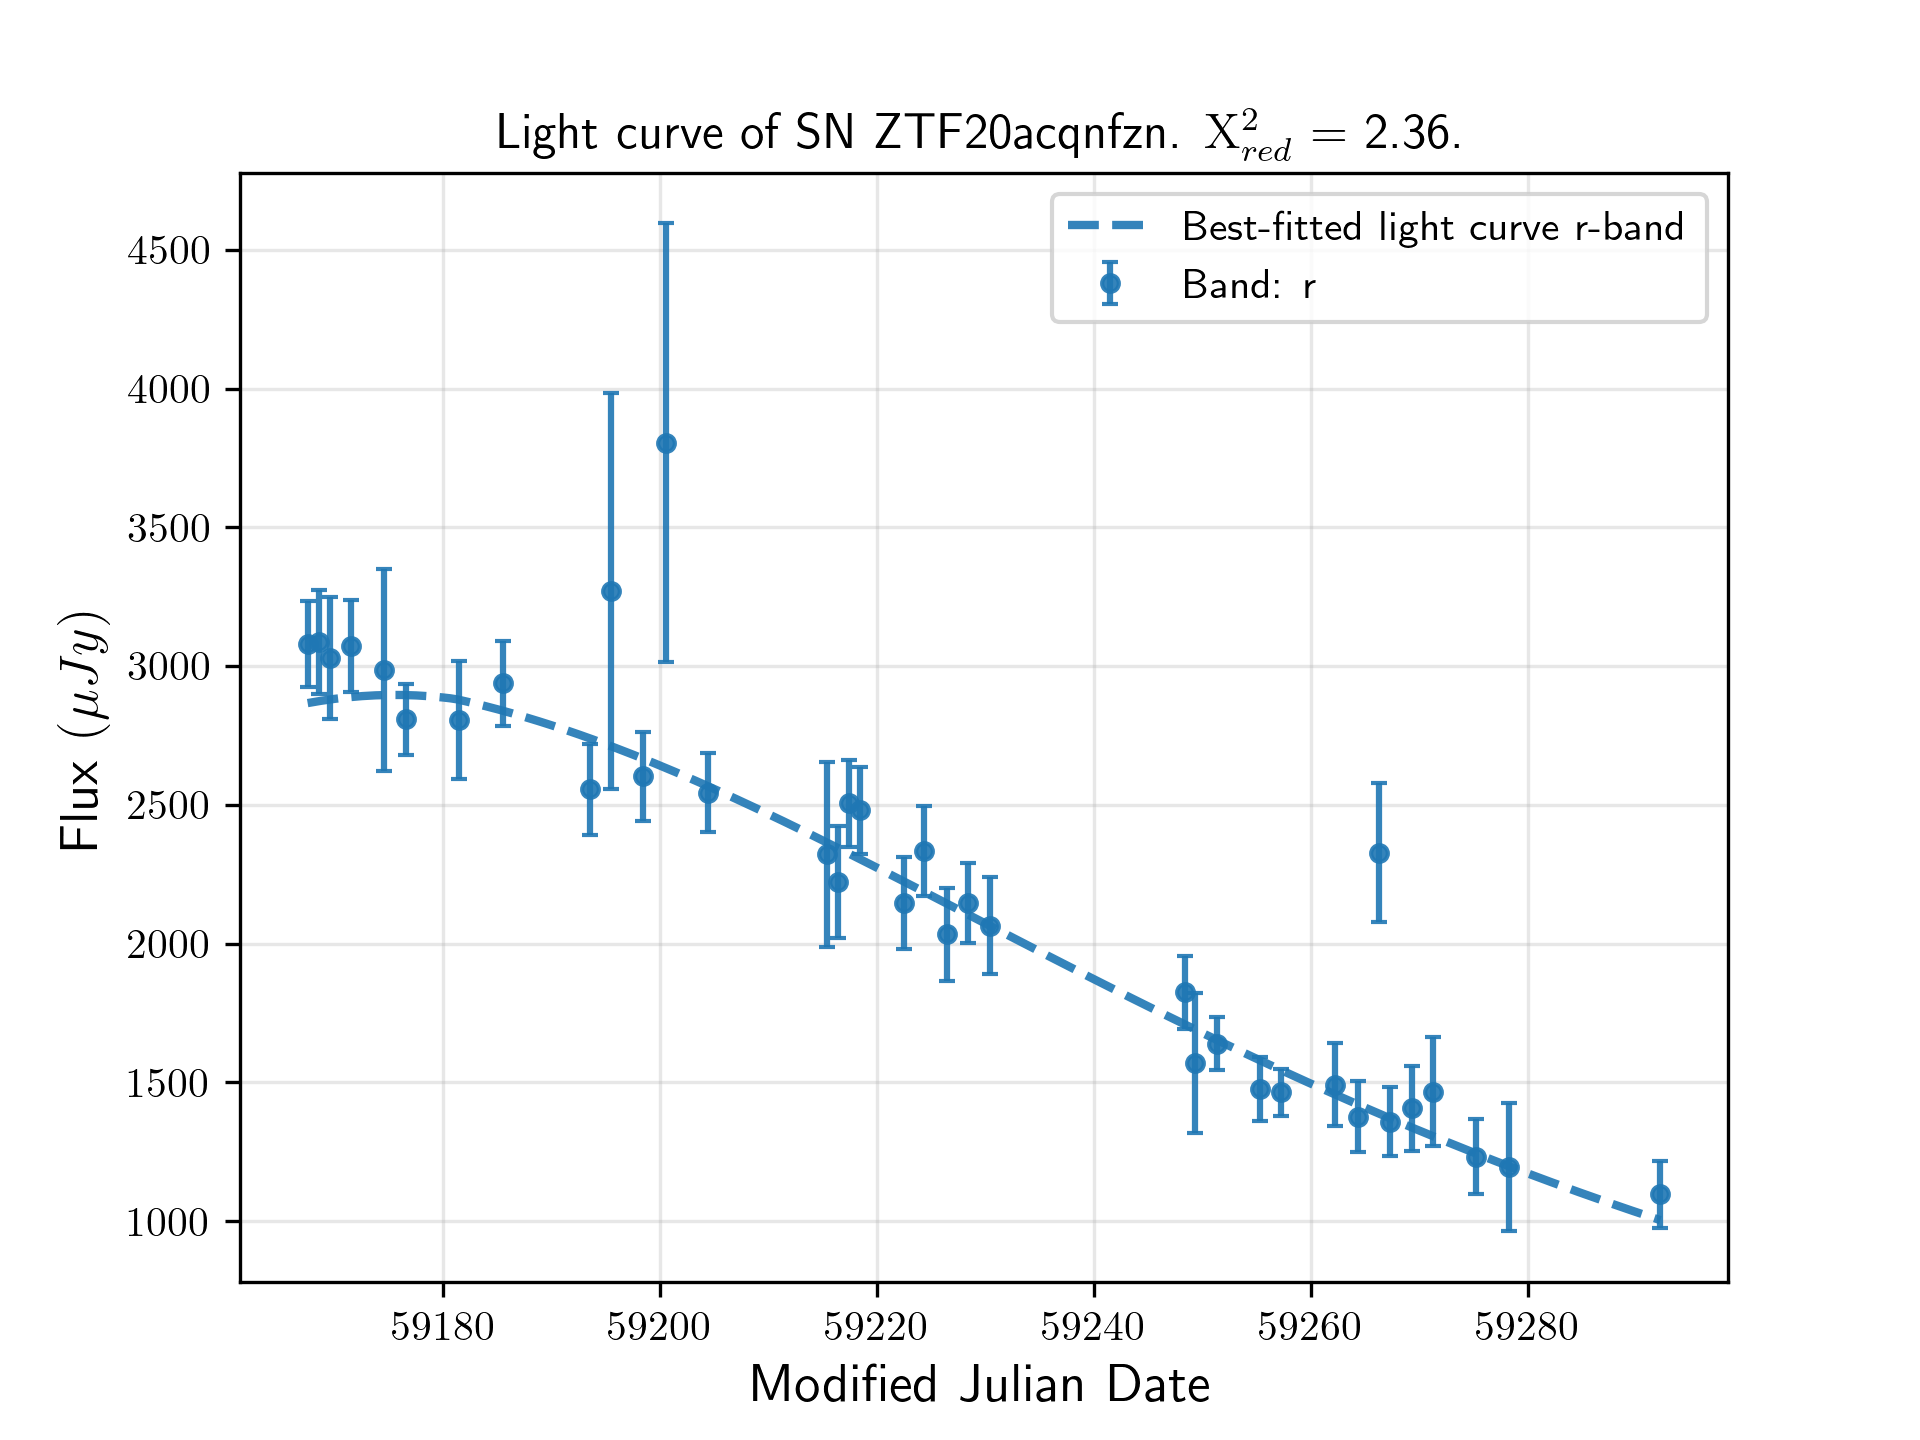 Light curve of SN ZTF20acqnfzn. X²red = 2.36.
Best-fitted light curve r-band
Band: r
Flux (μJy)
4500
4000
3500
3000
2500
2000
1500
1000
59180 59200 59220 59240 59260 59280
Modified Julian Date